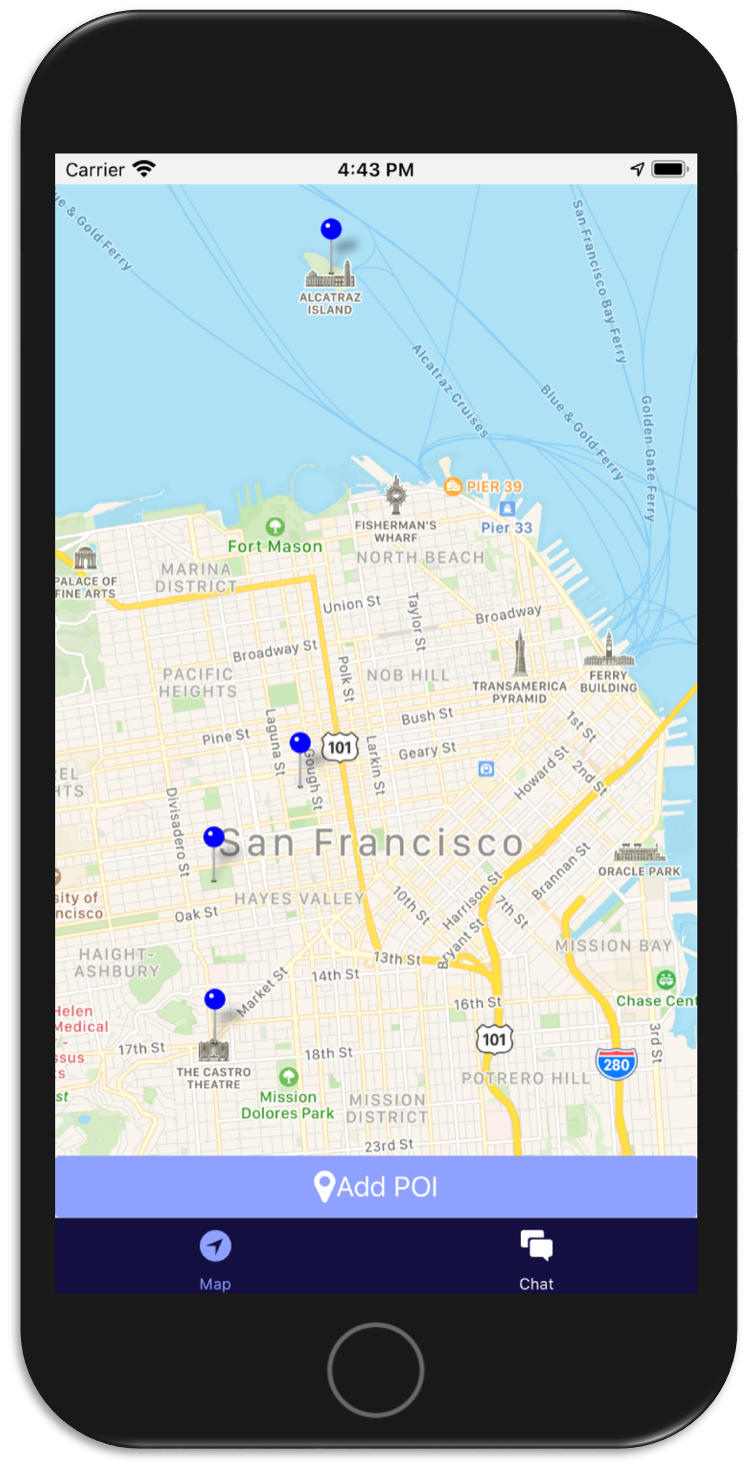 Carrier
4:43 PM
ue & Gold Ferry
San Francisco Bay Ferry
ALCATRAZ
ISLAND
Alcatraz Cruises
Blue & Gold Ferry
Golden Gate Ferry
PIER 39
Pier 33
FISHERMAN'S
WHARF
Fort Mason
NORTH BEACH
PALACE OF
FINE ARTS
MARINA
DISTRICT
Union St
Taylor St
Broadway
Broadway St
Polk St
NOB HILL
PACIFIC
HEIGHTS
TRANSAMERICA
PYRAMID
FERRY
BUILDING
Laguna St
Pine St
Gough St
101
Larkin St
Bush St
Geary St
1st St
Howard St
2nd St
EL
HTS
Divisadero St
San Francisco
ORACLE PARK
Brannan St
sity of
ncisco
Oak St
HAYES VALLEY
10th St
Harrison St
7th St
Bryant St
MISSION BAY
HAIGHT-
ASHBURY
13th St
14th St
Market St
16th St
Chase Cent
Helen
Medical
-
ssus
s
st
17th St
THE CASTRO
THEATRE
18th St
101
3rd St
280
Mission
Dolores Park
MISSION
DISTRICT
POTRERO HILL
23rd St
Add POI
Map
Chat